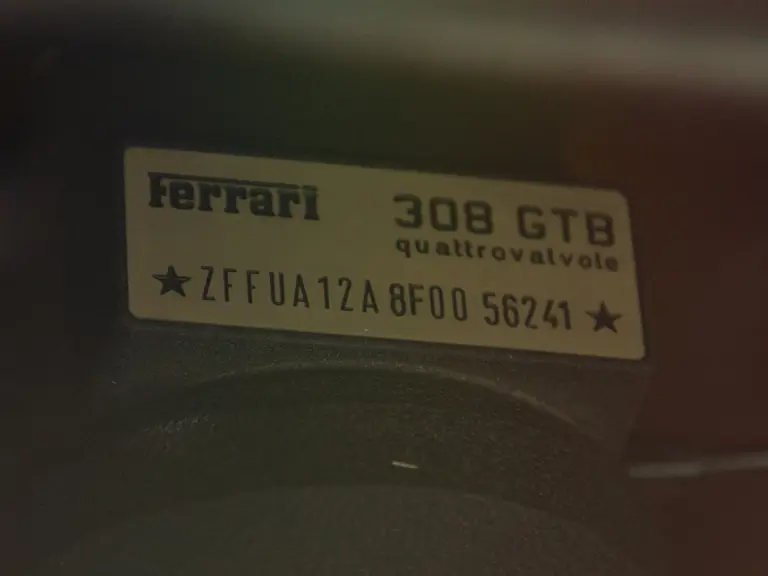 Ferrari 308 GTB
quattrovalvole
★ ZFFUA12A8F0056241 ★